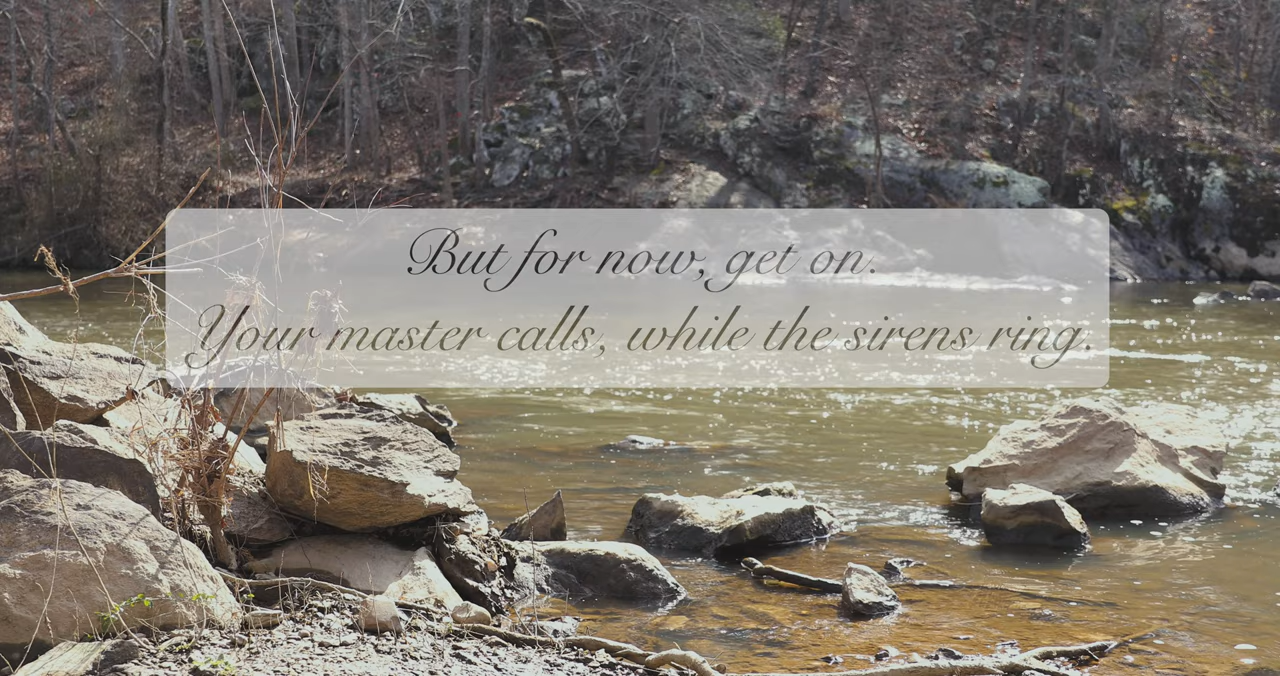 But for now, get on.
Your master calls, while the sirens ring.